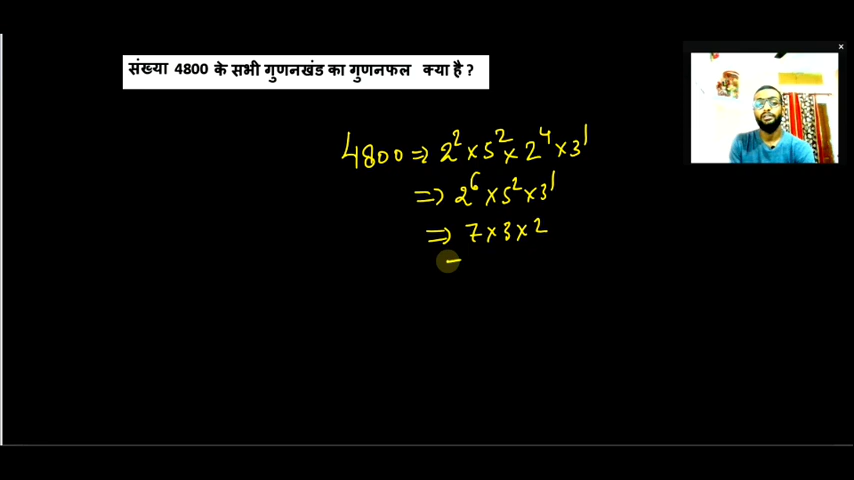 संख्या 4800 के सभी गुणनखंड का गुणनफल क्या है ?
4800 ⇒ 2² × 5² × 2⁴ × 3¹
⇒ 2⁶ × 5² × 3¹
⇒ 7 × 3 × 2